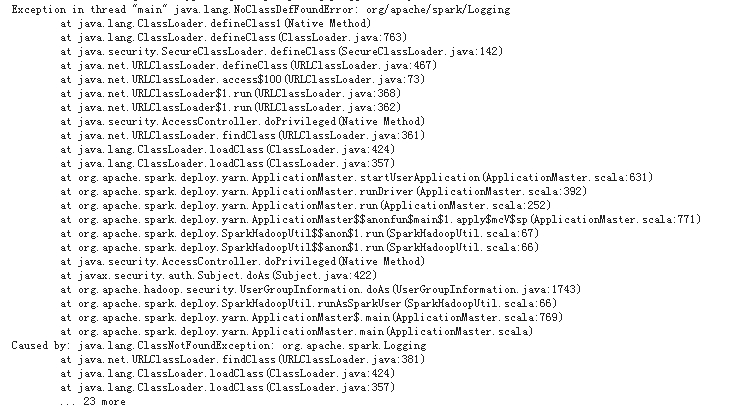 Exception in thread "main" java.lang.NoClassDefFoundError: org/apache/spark/Logging
at java.lang.ClassLoader.defineClass1(Native Method)
at java.lang.ClassLoader.defineClass(ClassLoader.java:763)
at java.security.SecureClassLoader.defineClass(SecureClassLoader.java:142)
at java.net.URLClassLoader.defineClass(URLClassLoader.java:467)
at java.net.URLClassLoader.access$100(URLClassLoader.java:73)
at java.net.URLClassLoader$1.run(URLClassLoader.java:368)
at java.net.URLClassLoader$1.run(URLClassLoader.java:362)
at java.security.AccessController.doPrivileged(Native Method)
at java.net.URLClassLoader.findClass(URLClassLoader.java:361)
at java.lang.ClassLoader.loadClass(ClassLoader.java:424)
at java.lang.ClassLoader.loadClass(ClassLoader.java:357)
at org.apache.spark.deploy.yarn.ApplicationMaster.startUserApplication(ApplicationMaster.scala:631)
at org.apache.spark.deploy.yarn.ApplicationMaster.runDriver(ApplicationMaster.scala:392)
at org.apache.spark.deploy.yarn.ApplicationMaster.run(ApplicationMaster.scala:252)
at org.apache.spark.deploy.yarn.ApplicationMaster$$anonfun$main$1.apply$mcV$sp(ApplicationMaster.scala:771)
at org.apache.spark.deploy.SparkHadoopUtil$$anon$1.run(SparkHadoopUtil.scala:67)
at org.apache.spark.deploy.SparkHadoopUtil$$anon$1.run(SparkHadoopUtil.scala:66)
at java.security.AccessController.doPrivileged(Native Method)
at javax.security.auth.Subject.doAs(Subject.java:422)
at org.apache.hadoop.security.UserGroupInformation.doAs(UserGroupInformation.java:1743)
at org.apache.spark.deploy.SparkHadoopUtil.runAsSparkUser(SparkHadoopUtil.scala:66)
at org.apache.spark.deploy.yarn.ApplicationMaster$.main(ApplicationMaster.scala:769)
at org.apache.spark.deploy.yarn.ApplicationMaster.main(ApplicationMaster.scala)
Caused by: java.lang.ClassNotFoundException: org.apache.spark.Logging
at java.net.URLClassLoader.findClass(URLClassLoader.java:381)
at java.lang.ClassLoader.loadClass(ClassLoader.java:424)
at java.lang.ClassLoader.loadClass(ClassLoader.java:357)
... 23 more